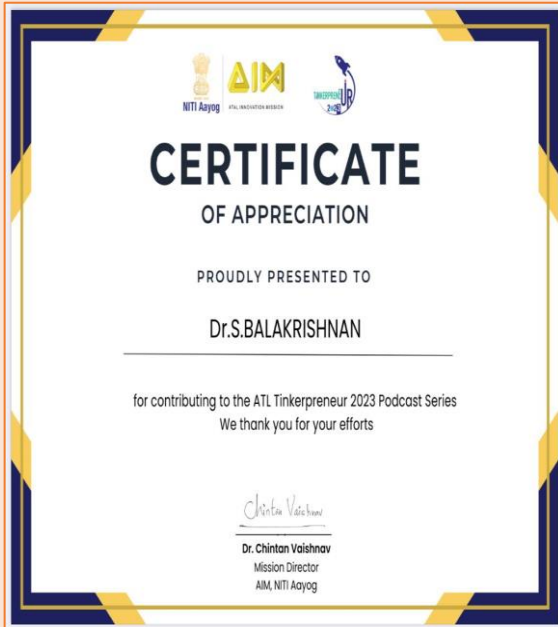 NITI Aayog
AIM
ATAL INNOVATION MISSION
CERTIFICATE
OF APPRECIATION
PROUDLY PRESENTED TO
Dr.S.BALAKRISHNAN
for contributing to the ATL Tinkerpreneur 2023 Podcast Series
We thank you for your efforts
Chintan Vaishnav
Dr. Chintan Vaishnav
Mission Director
AIM, NITI Aayog